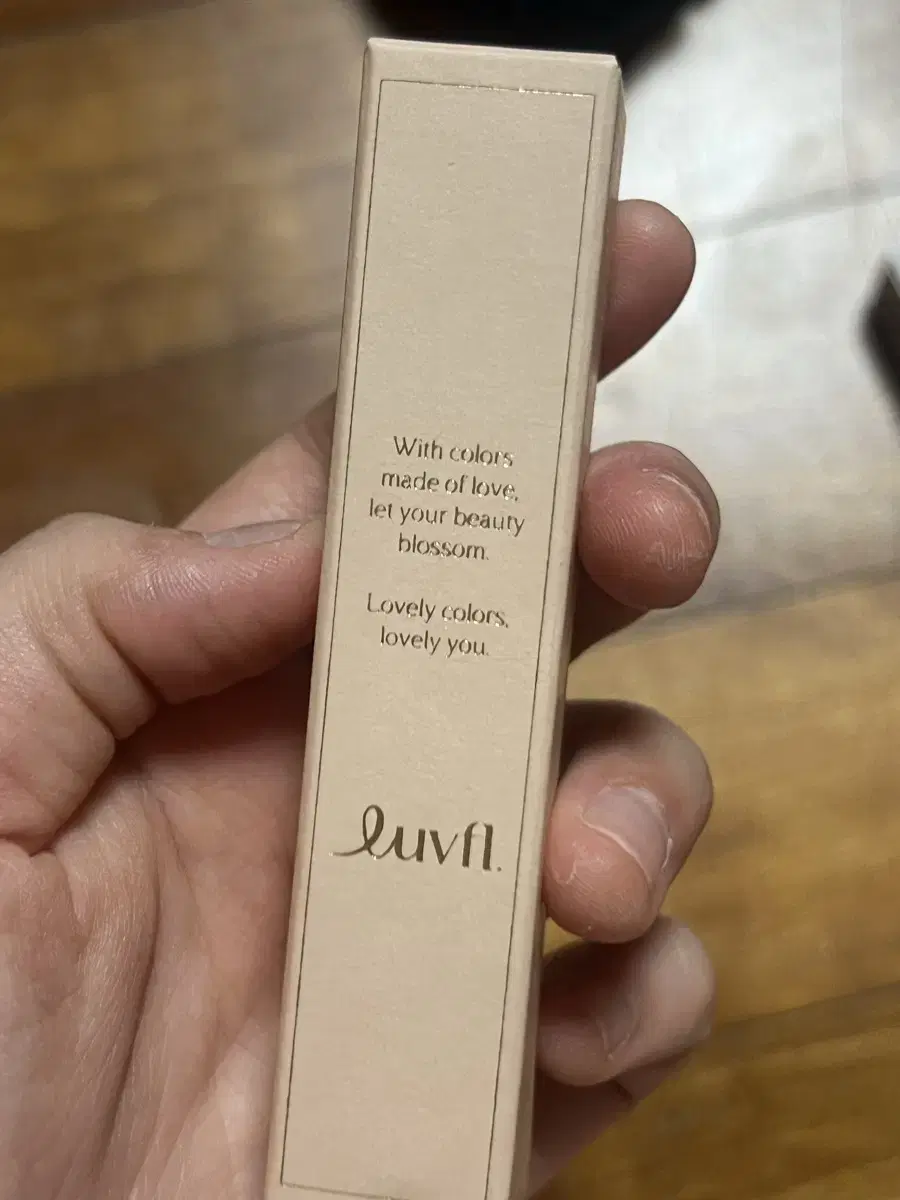 With colors
made of love,
let your beauty
blossom.
Lovely colors,
lovely you.
luvfl.